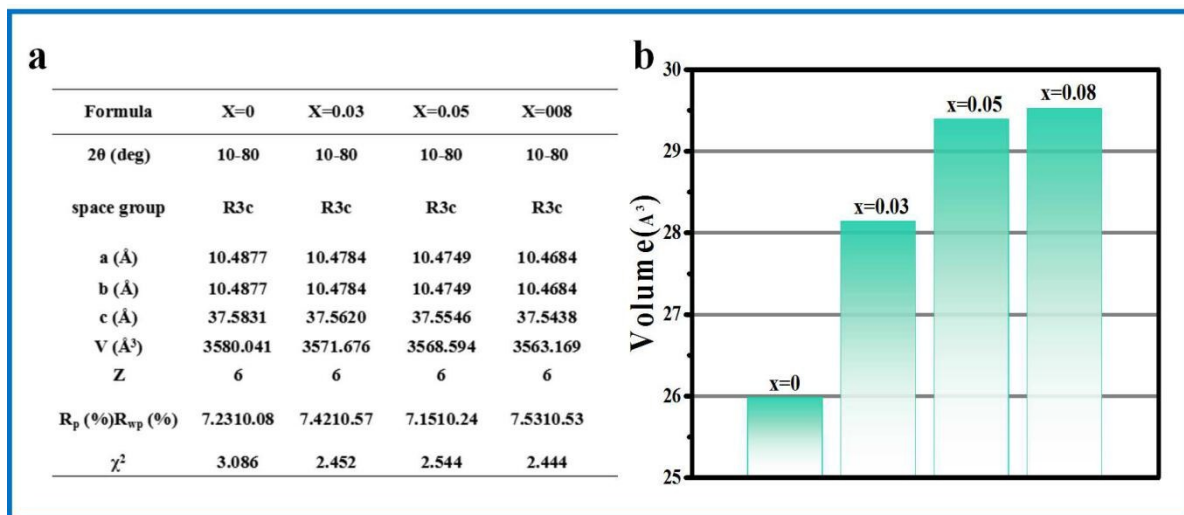 a
Formula X=0 X=0.03 X=0.05 X=008
2θ (deg) 10-80 10-80 10-80 10-80
space group R3c R3c R3c R3c
a (Å) 10.4877 10.4784 10.4749 10.4684
b (Å) 10.4877 10.4784 10.4749 10.4684
c (Å) 37.5831 37.5620 37.5546 37.5438
V (Å³) 3580.041 3571.676 3568.594 3563.169
Z 6 6 6 6
Rp (%)Rwp (%) 7.2310.08 7.4210.57 7.1510.24 7.5310.53
χ² 3.086 2.452 2.544 2.444
b
Volume(A³)
30
29
28
27
26
25
x=0
x=0.03
x=0.05
x=0.08